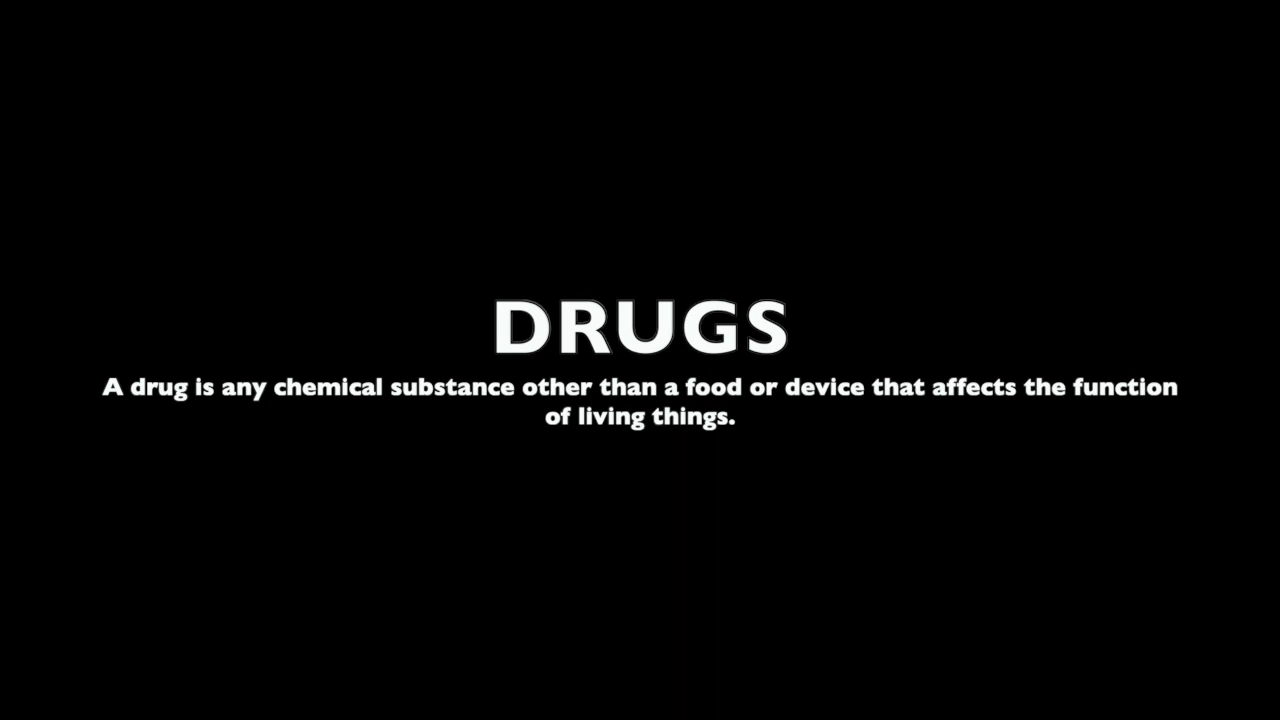 DRUGS
A drug is any chemical substance other than a food or device that affects the function
of living things.